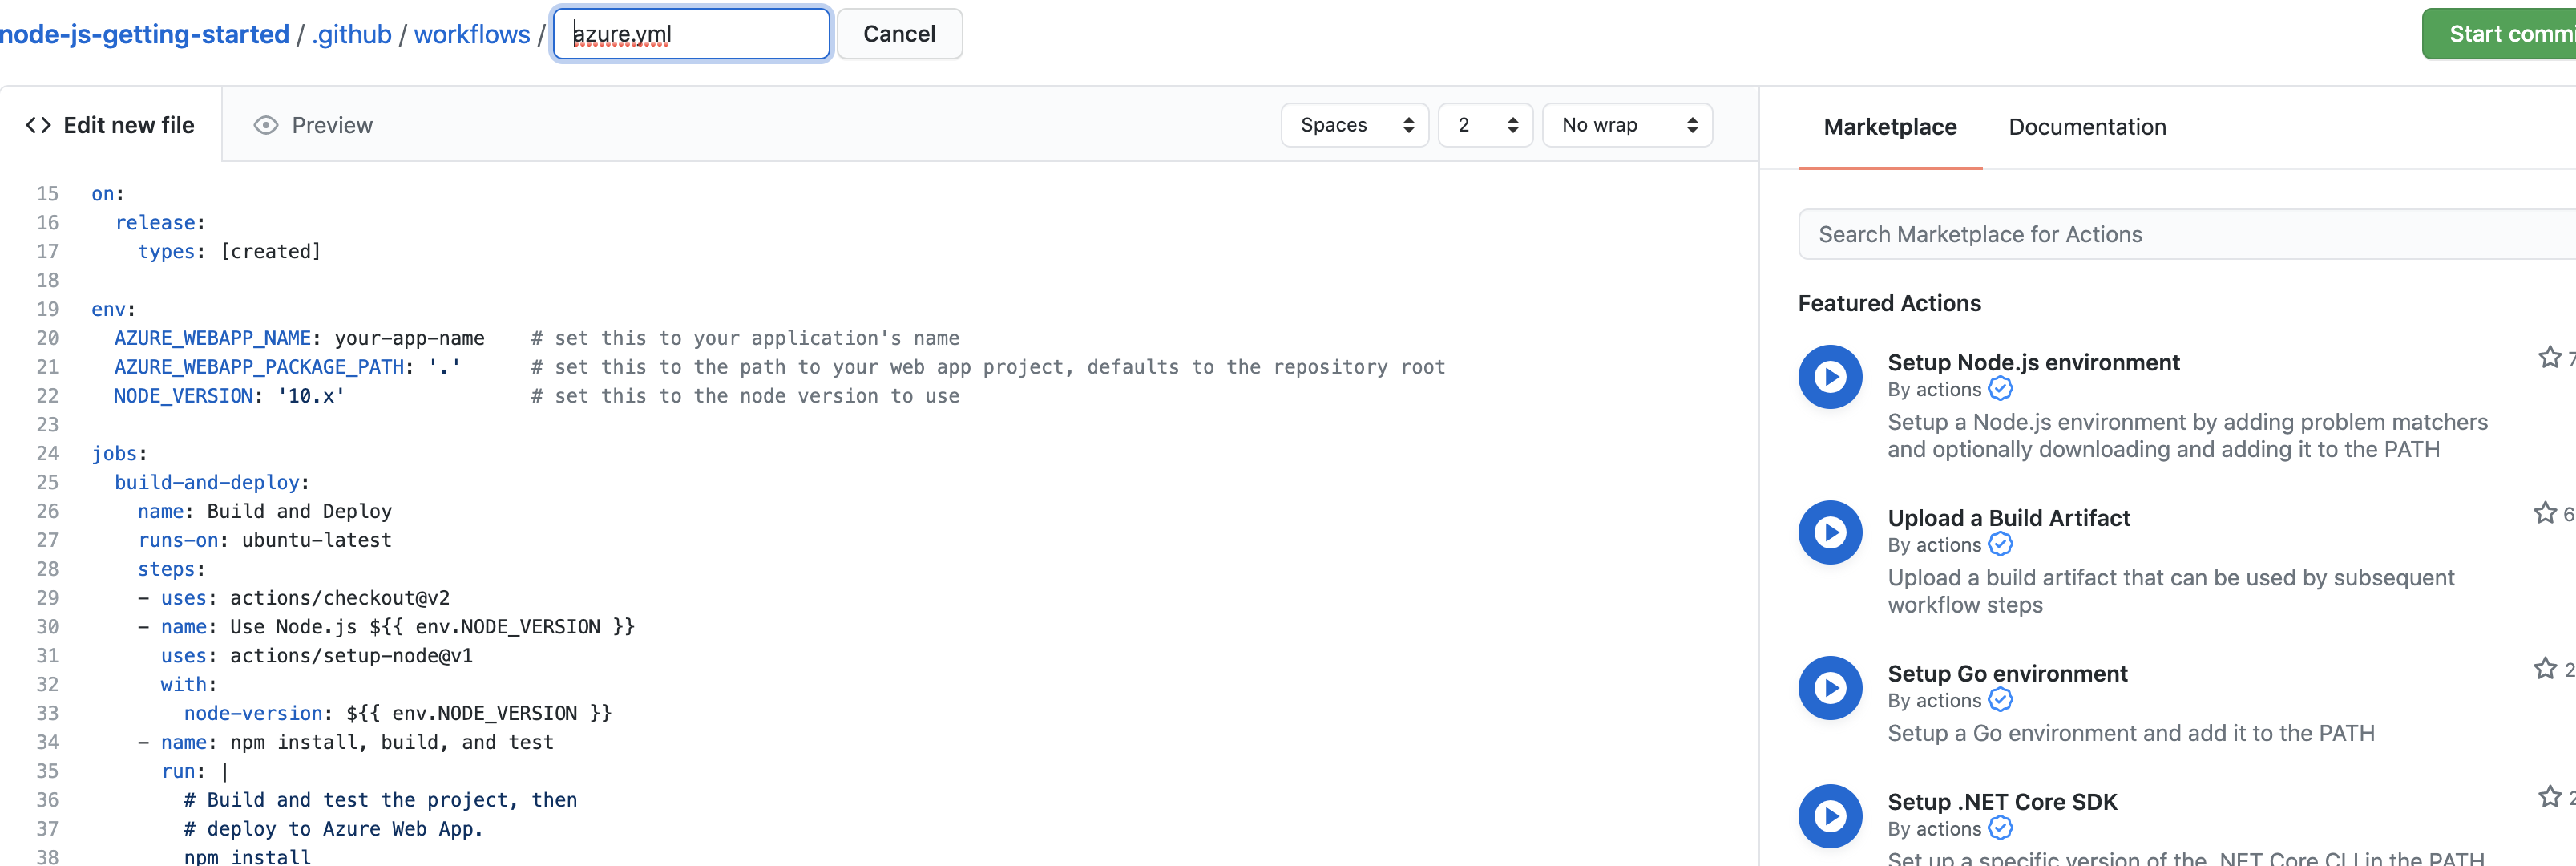 node-js-getting-started / .github / workflows / azure.yml Cancel Start commi
Edit new file Preview Spaces 2 No wrap
15 on:
16 release:
17 types: [created]
18
19 env:
20 AZURE_WEBAPP_NAME: your-app-name # set this to your application's name
21 AZURE_WEBAPP_PACKAGE_PATH: '.' # set this to the path to your web app project, defaults to the repository root
22 NODE_VERSION: '10.x' # set this to the node version to use
23
24 jobs:
25 build-and-deploy:
26 name: Build and Deploy
27 runs-on: ubuntu-latest
28 steps:
29 - uses: actions/checkout@v2
30 - name: Use Node.js ${{ env.NODE_VERSION }}
31 uses: actions/setup-node@v1
32 with:
33 node-version: ${{ env.NODE_VERSION }}
34 - name: npm install, build, and test
35 run: |
36 # Build and test the project, then
37 # deploy to Azure Web App.
38 npm install
Marketplace Documentation
Search Marketplace for Actions
Featured Actions
Setup Node.js environment
7
By actions
Setup a Node.js environment by adding problem matchers
and optionally downloading and adding it to the PATH
Upload a Build Artifact
6
By actions
Upload a build artifact that can be used by subsequent
workflow steps
Setup Go environment
2
By actions
Setup a Go environment and add it to the PATH
Setup .NET Core SDK
2
By actions
Set up a specific version of the .NET Core CLI in the PATH